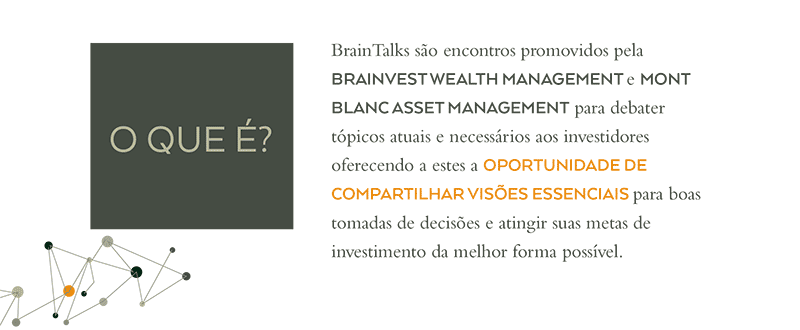 O QUE É?
BrainTalks são encontros promovidos pela
BRAINVEST WEALTH MANAGEMENT e MONT
BLANC ASSET MANAGEMENT para debater
tópicos atuais e necessários aos investidores
oferecendo a estes a OPORTUNIDADE DE
COMPARTILHAR VISÕES ESSENCIAIS para boas
tomadas de decisões e atingir suas metas de
investimento da melhor forma possível.